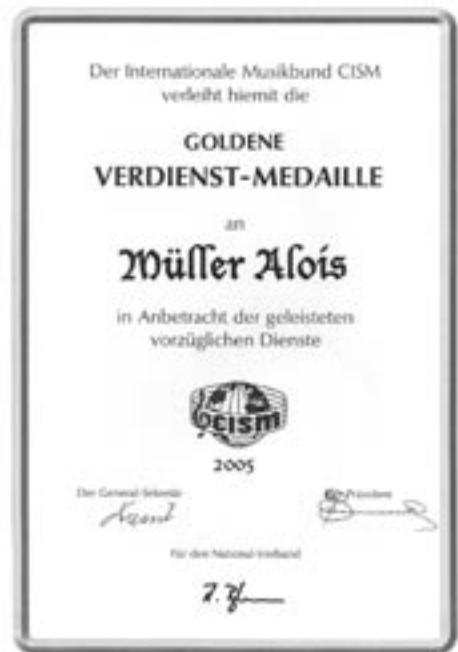 Der Internationale Musikbund CISM
verleiht hiemit die
GOLDENE
VERDIENST-MEDAILLE
an
Müller Alois
in Anbetracht der geleisteten
vorzüglichen Dienste
CISM
2005
Der General-Sekretär
Der Präsident
Für den National-Verband